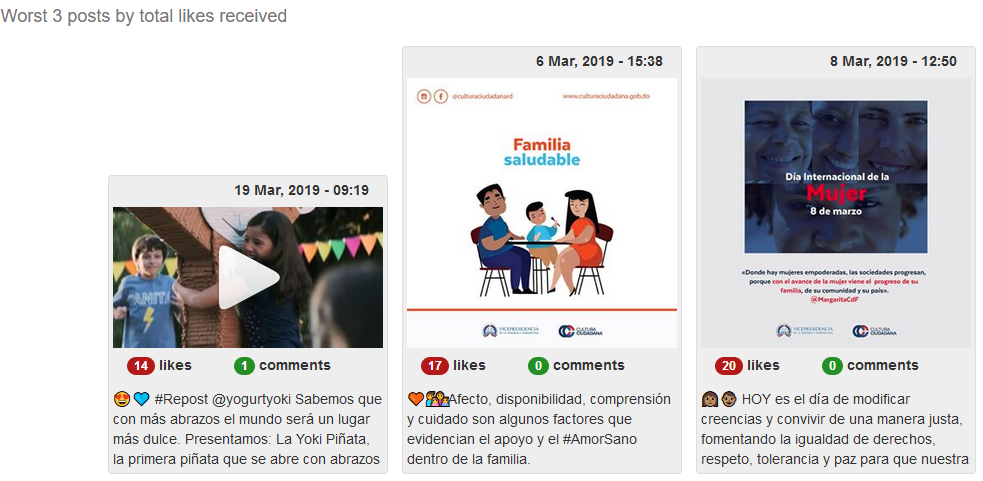 Worst 3 posts by total likes received
19 Mar, 2019 - 09:19
14 likes
1 comments
#Repost @yogurtyoki Sabemos que
con más abrazos el mundo será un lugar
más dulce. Presentamos: La Yoki Piñata,
la primera piñata que se abre con abrazos
6 Mar, 2019 - 15:38
@culturaciudadanard
www.culturaciudadana.gob.do
Familia
saludable
VICEPRESIDENCIA
CULTURA
CIUDADANA
17 likes
0 comments
Afecto, disponibilidad, comprensión
y cuidado son algunos factores que
evidencian el apoyo y el #AmorSano
dentro de la familia.
8 Mar, 2019 - 12:50
Día Internacional de la
Mujer
8 de marzo
«Donde hay mujeres empoderadas, las sociedades progresan,
porque con el avance de la mujer viene el progreso de su
familia, de su comunidad y su país».
@MargaritaCdF
VICEPRESIDENCIA
CULTURA
CIUDADANA
20 likes
0 comments
HOY es el día de modificar
creencias y convivir de una manera justa,
fomentando la igualdad de derechos,
respeto, tolerancia y paz para que nuestra